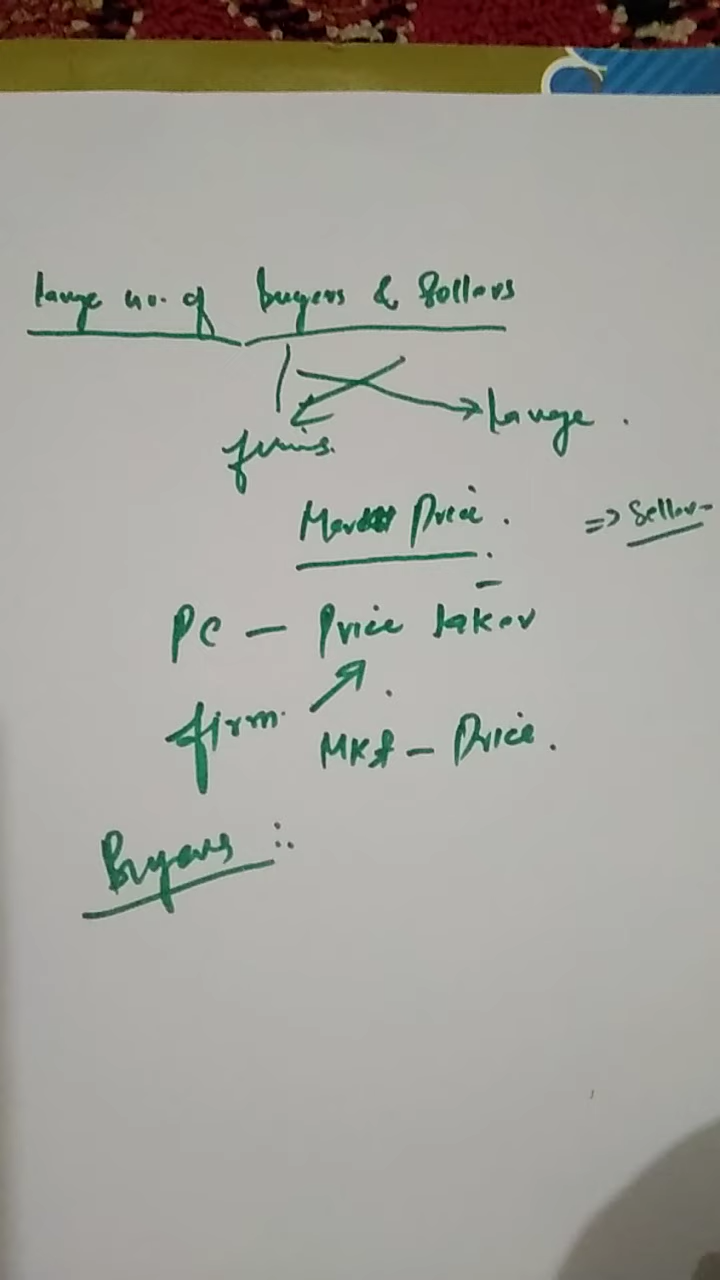 large no. of buyers & Sellers
firms.
large.
Market Price. => Seller
PC - Price taker
firm.
Mkt - Price.
Buyers :.